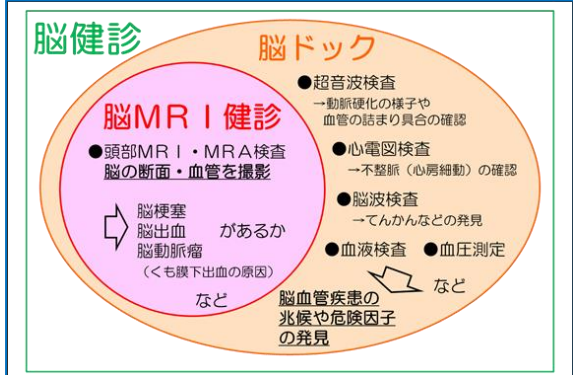 脳健診
脳ドック
脳MRI健診
●頭部MRI・MRA検査
脳の断面・血管を撮影
脳梗塞
脳出血
脳動脈瘤
があるか
(くも膜下出血の原因)
など
●超音波検査
→動脈硬化の様子や
血管の詰まり具合の確認
●心電図検査
→不整脈(心房細動)の確認
●脳波検査
→てんかんなどの発見
●血液検査 ●血圧測定
など
脳血管疾患の
兆候や危険因子
の発見